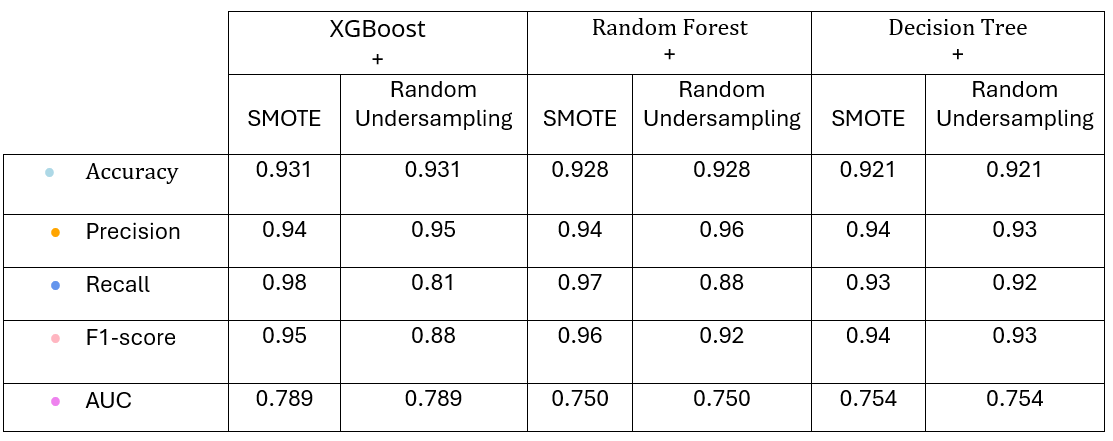 XGBoost Random Forest Decision Tree
+ + +
Random Random Random
SMOTE Undersampling SMOTE Undersampling SMOTE Undersampling
• Accuracy 0.931 0.931 0.928 0.928 0.921 0.921
• Precision 0.94 0.95 0.94 0.96 0.94 0.93
• Recall 0.98 0.81 0.97 0.88 0.93 0.92
• F1-score 0.95 0.88 0.96 0.92 0.94 0.93
• AUC 0.789 0.789 0.750 0.750 0.754 0.754